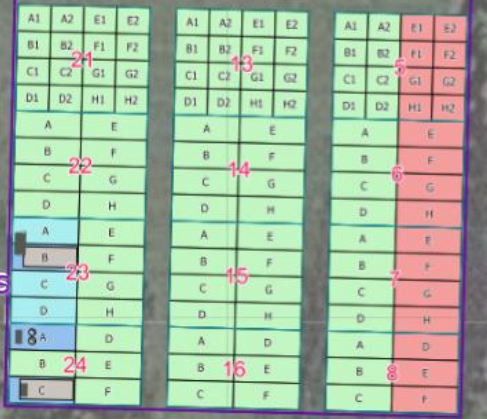 A1 A2 E1 E2 A1 A2 E1 E2 A1 A2 E1 E2
B1 B2 F1 F2 B1 B2 F1 F2 B1 B2 F1 F2
21 13 5
C1 C2 G1 G2 C1 C2 G1 G2 C1 C2 G1 G2
D1 D2 H1 H2 D1 D2 H1 H2 D1 D2 H1 H2
A E A E A E
B F B F B F
22 14 6
C G C G C G
D H D H D H
A E A E A E
B F B F B F
23 15 7
C G C G C G
D H D H D H
8 A D A D A D
B E B E B E
24 16 8
C F C F C F